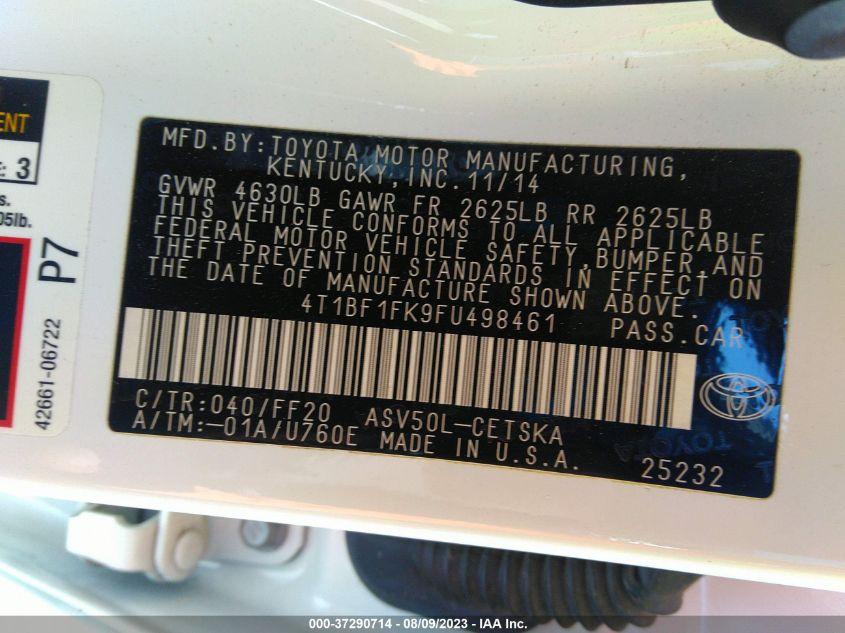 MFD.BY:TOYOTA MOTOR MANUFACTURING,
KENTUCKY,INC.11/14
GVWR 4630LB GAWR FR 2625LB RR 2625LB
THIS VEHICLE CONFORMS TO ALL APPLICABLE
FEDERAL MOTOR VEHICLE SAFETY,BUMPER,AND
THEFT PREVENTION STANDARDS IN EFFECT ON
THE DATE OF MANUFACTURE SHOWN ABOVE.
4T1BF1FK9FU498461 PASS.CAR
C/TR:040/FF20 ASV50L-CETSKA
A/TM:-01A/U760E MADE IN U.S.A.
25232
TOYOTA
3
05lb.
P7
42661-06722
000-37290714 - 08/09/2023 - IAA Inc.